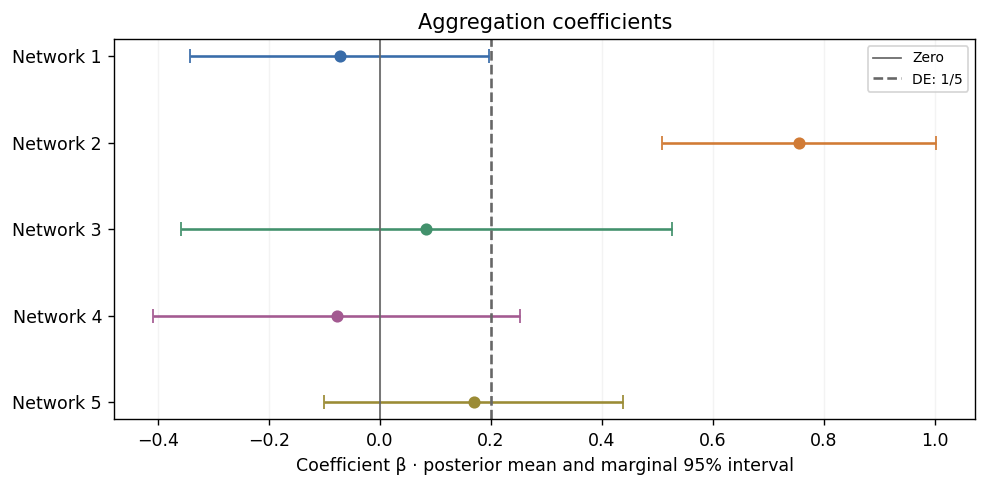 Aggregation coefficients
Network 1
Network 2
Network 3
Network 4
Network 5
Zero
DE: 1/5
−0.4
−0.2
0.0
0.2
0.4
0.6
0.8
1.0
Coefficient β · posterior mean and marginal 95% interval